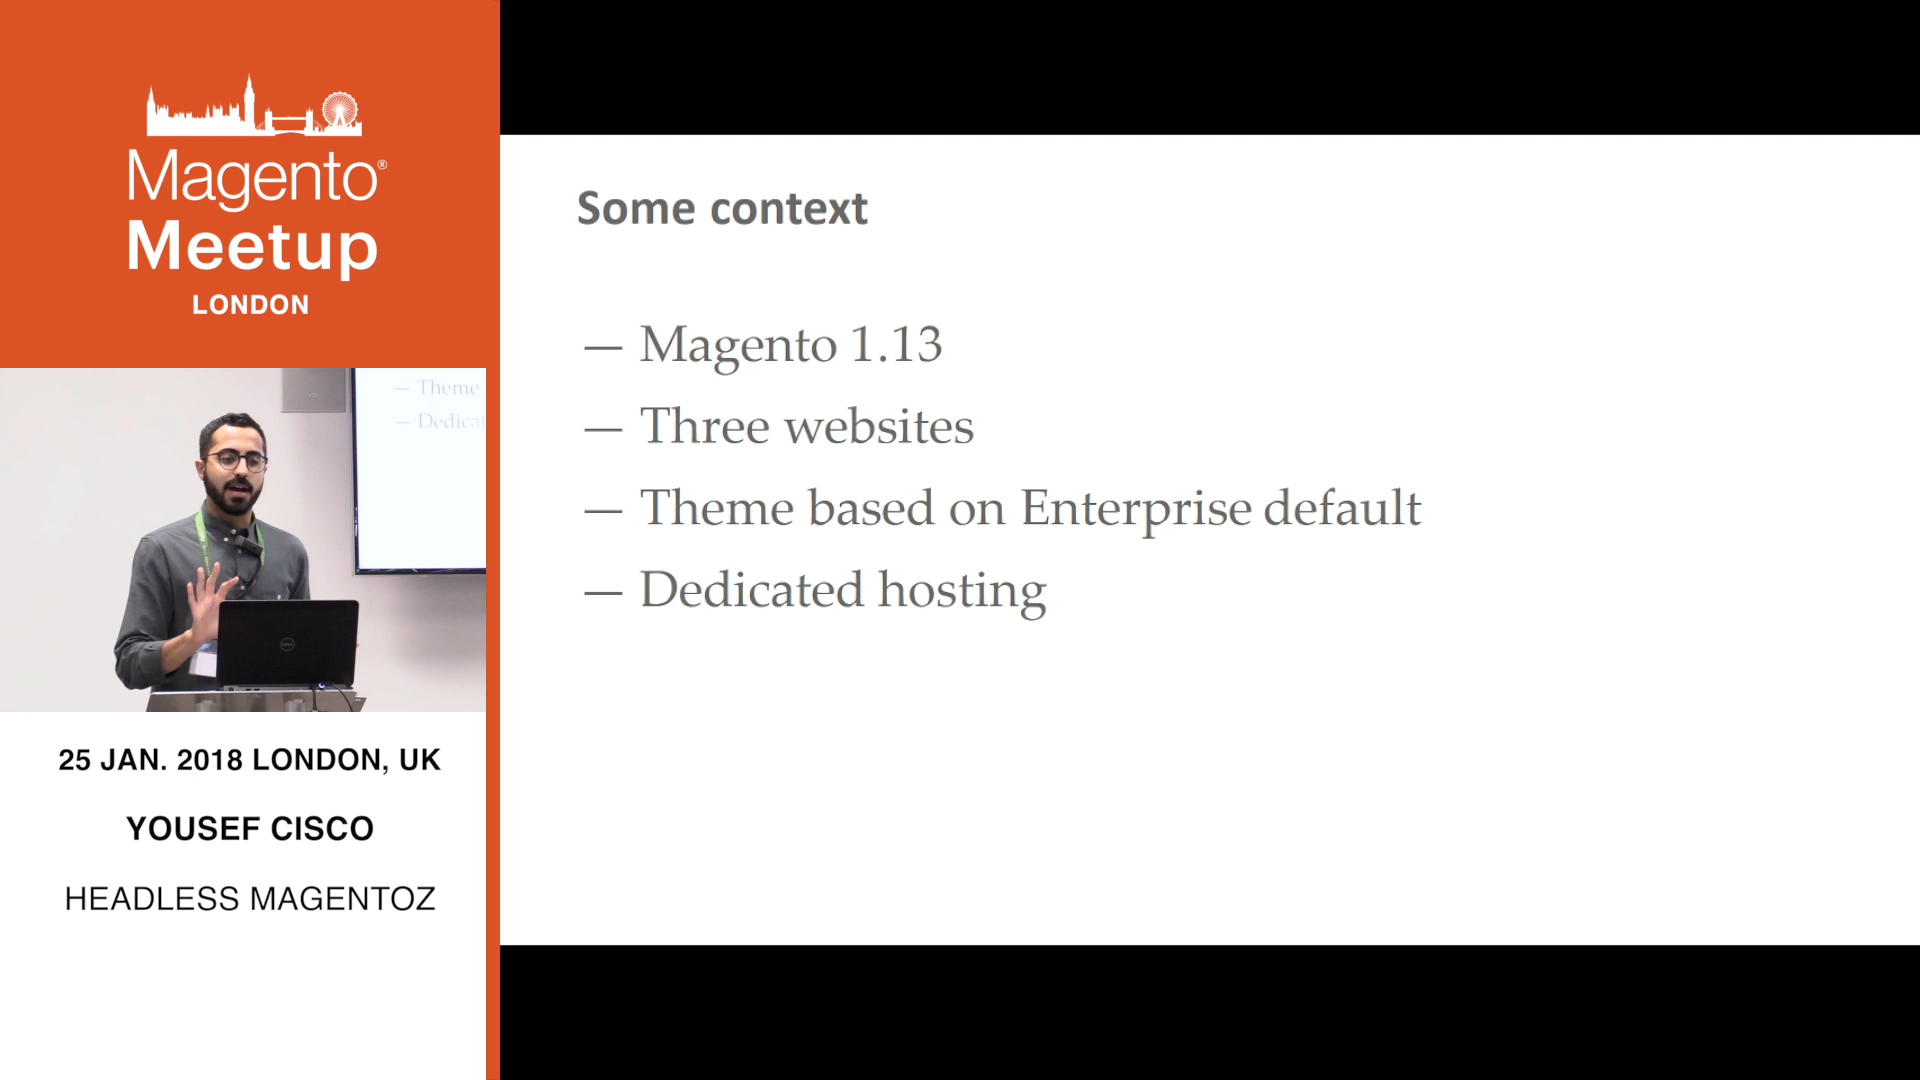 Magento®
Meetup
LONDON
— Theme
— Dedicat
25 JAN. 2018 LONDON, UK
YOUSEF CISCO
HEADLESS MAGENTOZ
Some context
— Magento 1.13
— Three websites
— Theme based on Enterprise default
— Dedicated hosting